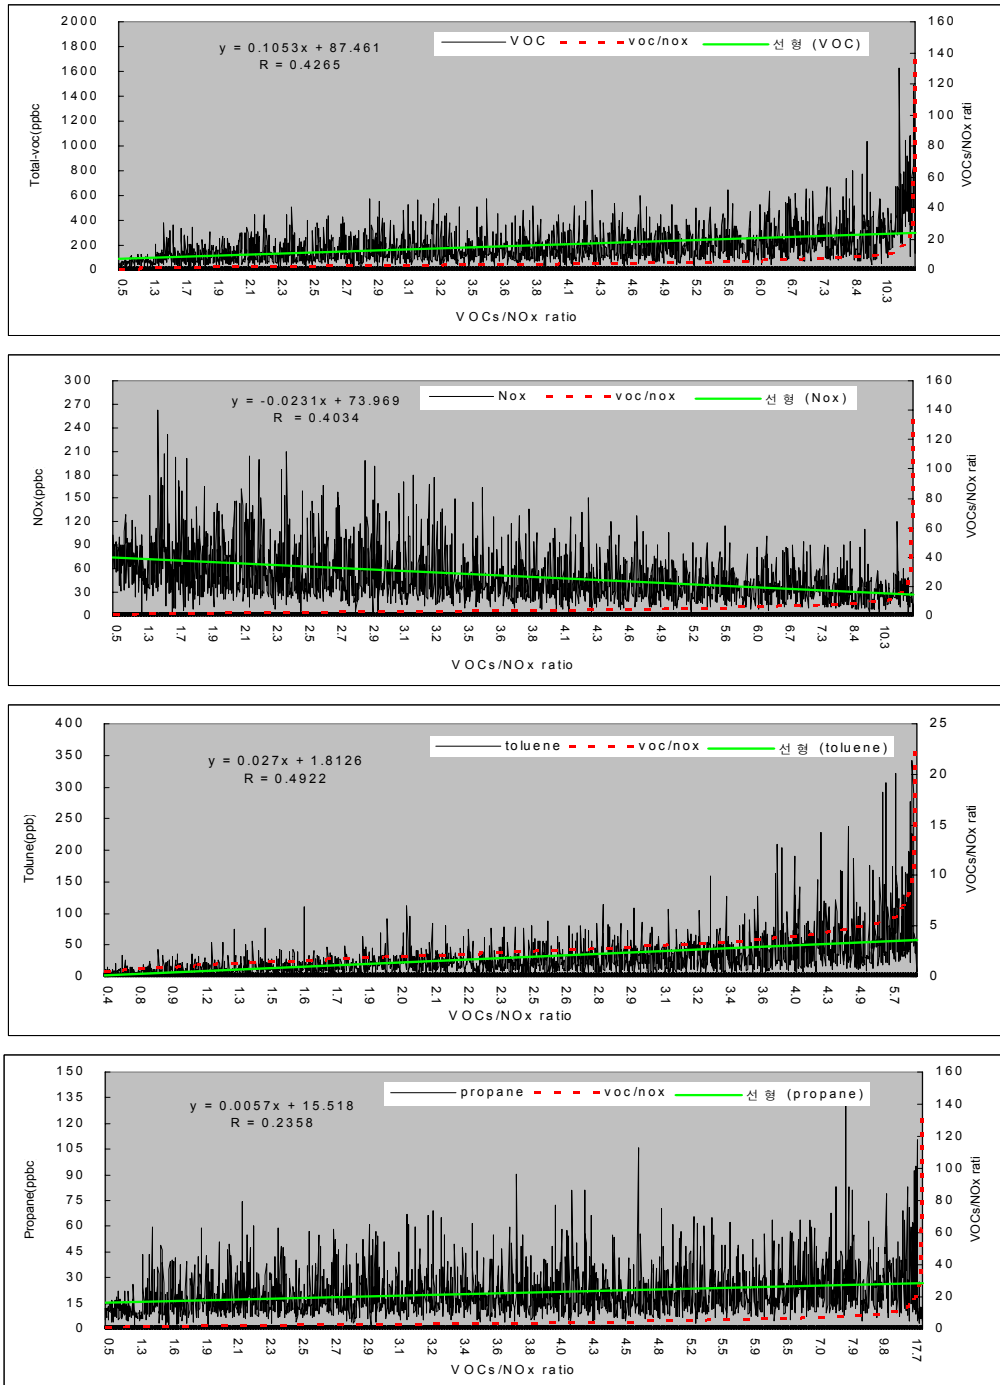 y = 0.1053x + 87.461
R = 0.4265
VOC voc/nox 선형 (VOC)
Total-voc(ppbc
2000
1800
1600
1400
1200
1000
800
600
400
200
0
160
140
120
100
80
60
40
20
0
VOCs/NOx rati
0.5 1.3 1.7 1.9 2.1 2.3 2.5 2.7 2.9 3.1 3.2 3.5 3.6 3.8 4.1 4.3 4.6 4.9 5.2 5.6 6.0 6.7 7.3 8.4 10.3
VOCs/NOx ratio
y = -0.0231x + 73.969
R = 0.4034
Nox voc/nox 선형 (Nox)
NOx(ppbc
300
270
240
210
180
150
120
90
60
30
0
160
140
120
100
80
60
40
20
0
VOCs/NOx rati
0.5 1.3 1.7 1.9 2.1 2.3 2.5 2.7 2.9 3.1 3.2 3.5 3.6 3.8 4.1 4.3 4.6 4.9 5.2 5.6 6.0 6.7 7.3 8.4 10.3
VOCs/NOx ratio
y = 0.027x + 1.8126
R = 0.4922
toluene voc/nox 선형 (toluene)
Tolune(ppb)
400
350
300
250
200
150
100
50
0
25
20
15
10
5
0
VOCs/NOx rati
0.4 0.8 0.9 1.2 1.3 1.5 1.6 1.7 1.9 2.0 2.1 2.2 2.3 2.5 2.6 2.8 2.9 3.1 3.2 3.4 3.6 4.0 4.3 4.9 5.7
VOCs/NOx ratio
y = 0.0057x + 15.518
R = 0.2358
propane voc/nox 선형 (propane)
Propane(ppbc
150
135
120
105
90
75
60
45
30
15
0
160
140
120
100
80
60
40
20
0
VOCs/NOx rati
0.5 1.3 1.6 1.9 2.1 2.3 2.5 2.7 2.9 3.1 3.2 3.4 3.6 3.7 4.0 4.2 4.5 4.7 5.1 5.5 5.9 6.5 7.0 7.9 9.8 17.7
VOCs/NOx ratio